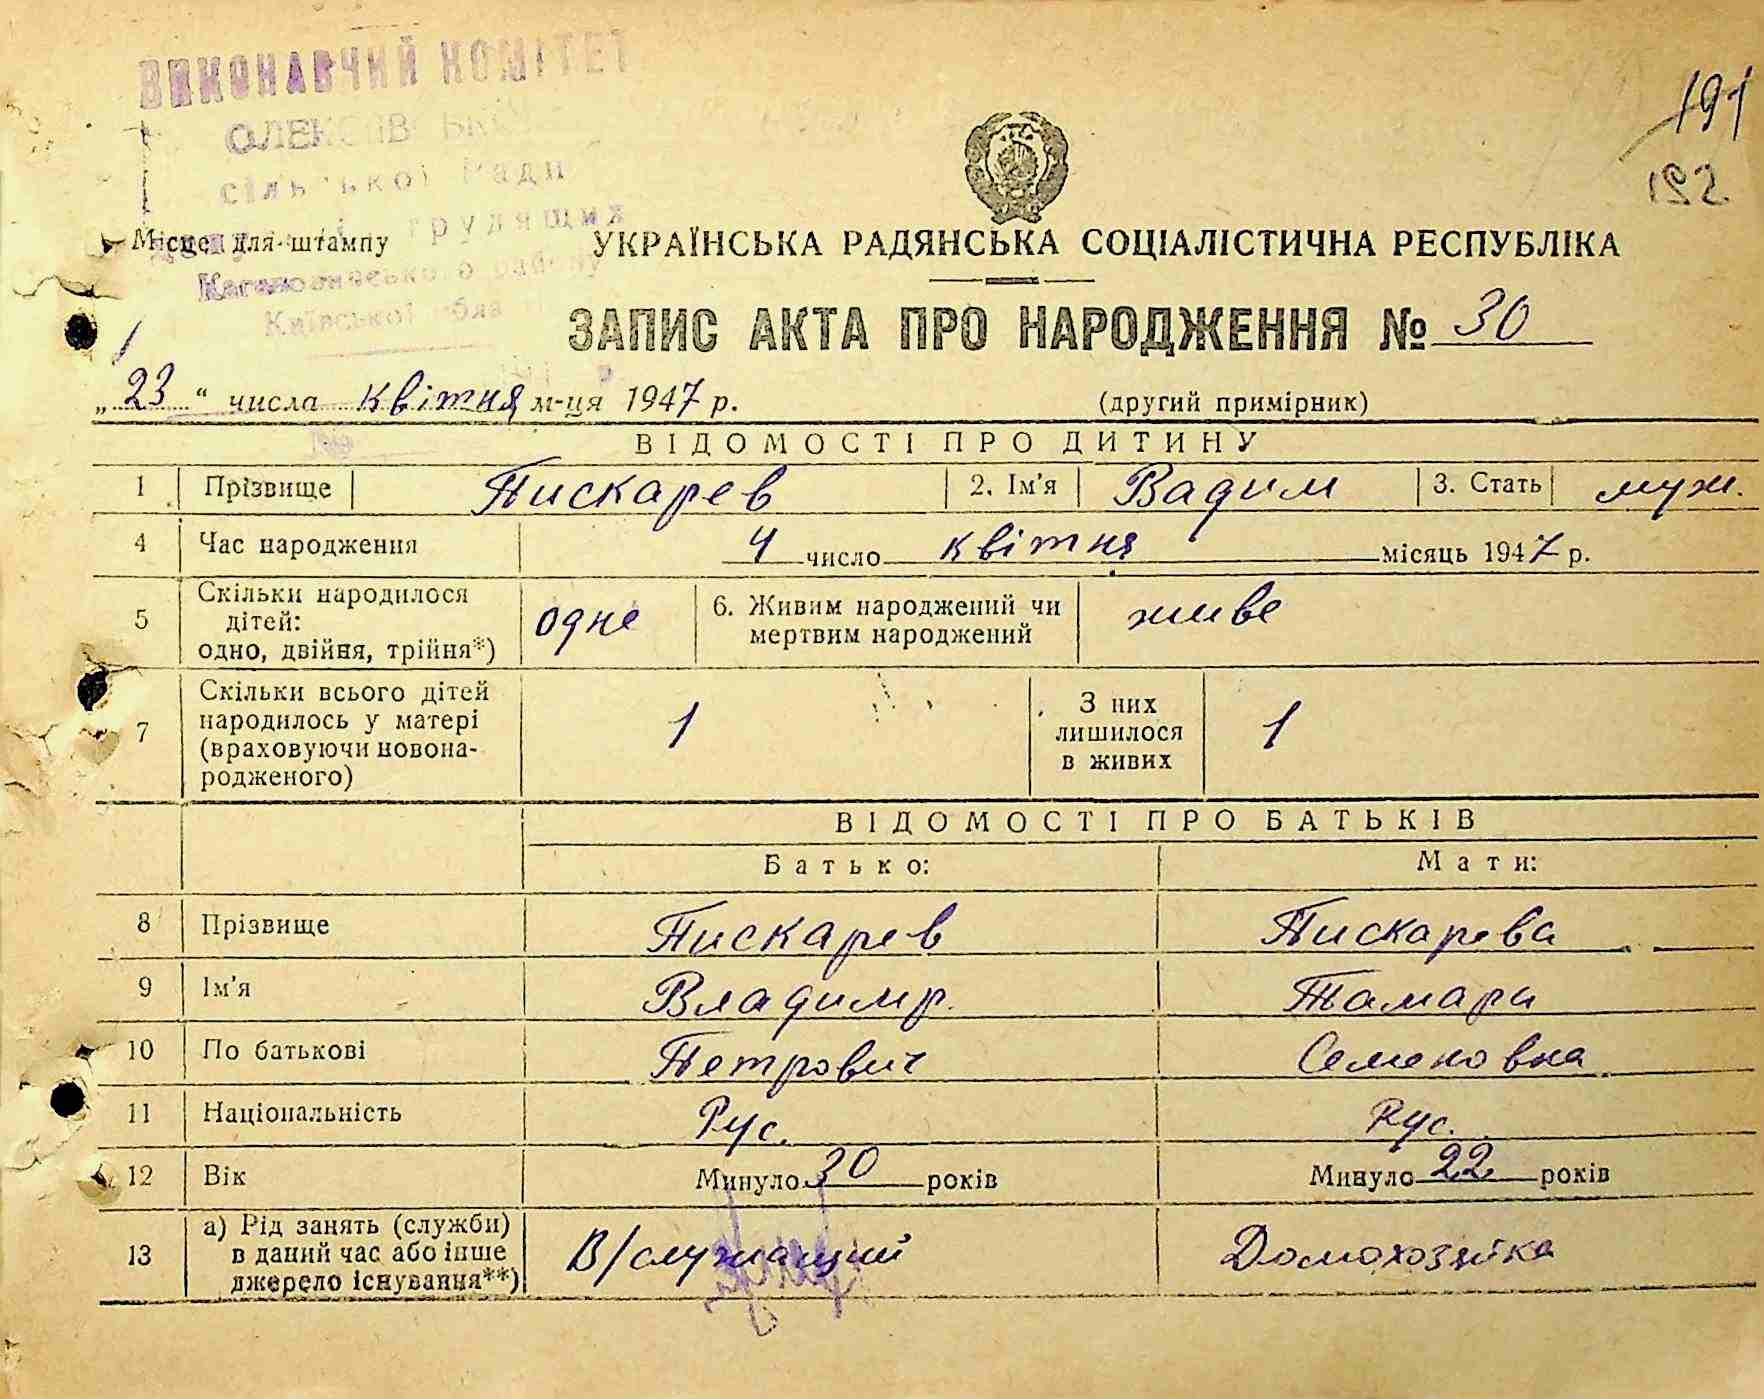 ВИКОНАВЧИЙ КОМІТЕТ
191
192
сільської Ради
трудящих
Місце для штампу
УКРАЇНСЬКА РАДЯНСЬКА СОЦІАЛІСТИЧНА РЕСПУБЛІКА
району
Київської
ЗАПИС АКТА ПРО НАРОДЖЕННЯ № 30
„23“ числа квітня м-ця 1947 р. (другий примірник)
ВІДОМОСТІ ПРО ДИТИНУ
1 Прізвище Пискарев 2. Ім'я Вадим 3. Стать муж.
4 Час народження 4 число квітня місяць 1947 р.
5 Скільки народилося дітей: одно, двійня, трійня*) одне 6. Живим народжений чи мертвим народжений живе
7 Скільки всього дітей народилось у матері (враховуючи новонародженого) 1 З них лишилося в живих 1
ВІДОМОСТІ ПРО БАТЬКІВ
Батько: Мати:
8 Прізвище Пискарев Пискарева
9 Ім'я Владимр. Тамара
10 По батькові Петрович Семеновна
11 Національність Рус. Рус.
12 Вік Минуло 30 років Минуло 22 років
13 а) Рід занять (служби) в даний час або інше джерело існування**) В/служащий Домохозяйка